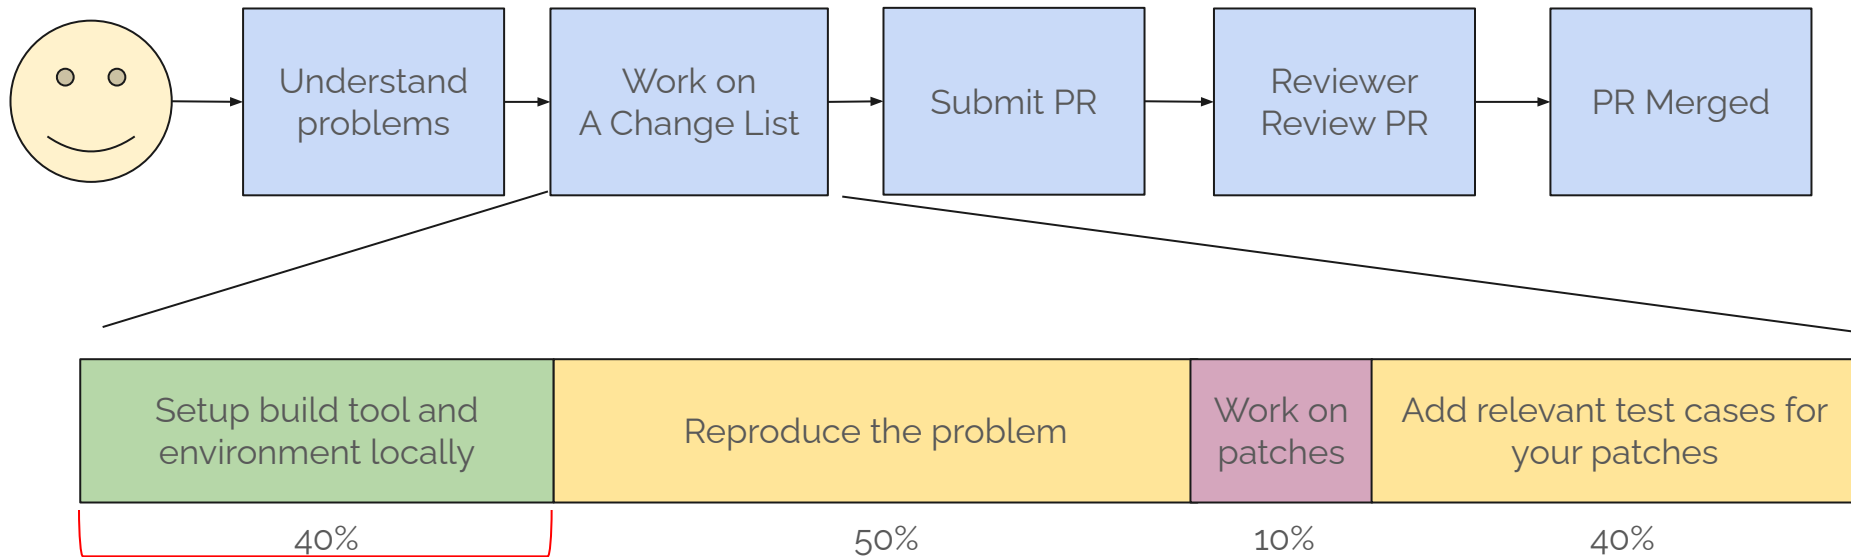 Understand
problems
Work on
A Change List
Submit PR
Reviewer
Review PR
PR Merged
Setup build tool and
environment locally
Reproduce the problem
Work on
patches
Add relevant test cases for
your patches
40%
50%
10%
40%